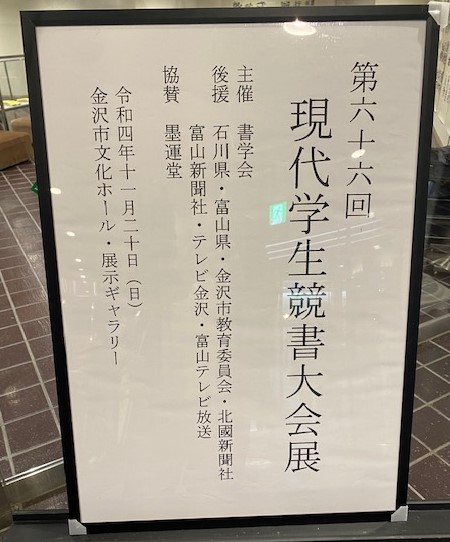 第六十六回
現代学生競書大会展
主催　書学会
後援　石川県・富山県・金沢市教育委員会・北國新聞社
富山新聞社・テレビ金沢・富山テレビ放送
協賛　墨運堂
令和四年十一月二十日（日）
金沢市文化ホール・展示ギャラリー